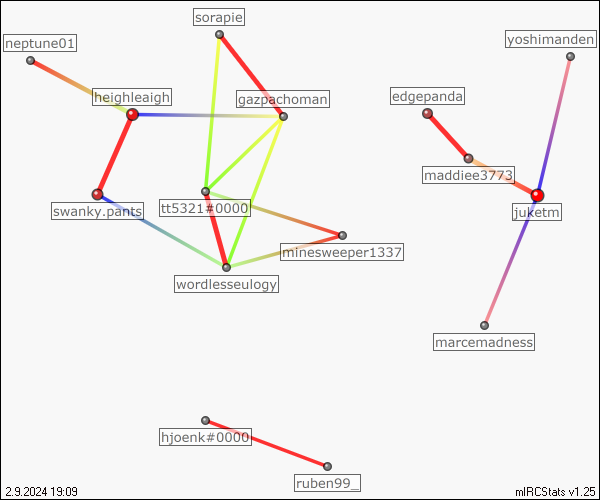 sorapie
neptune01
yoshimanden
heighleaigh
gazpachoman
edgepanda
maddiee3773
swanky.pants
tt5321#0000
juketm
minesweeper1337
wordlesseulogy
marcemadness
hjoenk#0000
ruben99_
2.9.2024 19:09
mIRCStats v1.25